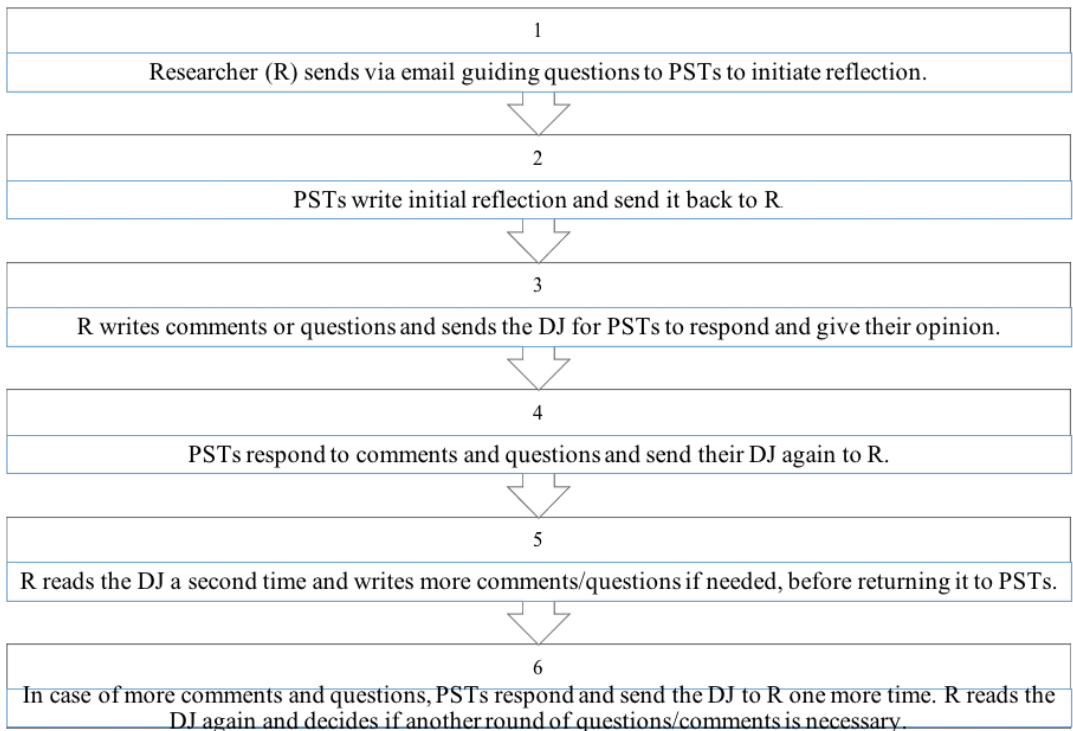 1
Researcher (R) sends via email guiding questions to PSTs to initiate reflection.
2
PSTs write initial reflection and send it back to R
3
R writes comments or questions and sends the DJ for PSTs to respond and give their opinion.
4
PSTs respond to comments and questions and send their DJ again to R.
5
R reads the DJ a second time and writes more comments/questions if needed, before returning it to PSTs.
6
In case of more comments and questions, PSTs respond and send the DJ to R one more time. R reads the
DJ again and decides if another round of questions/comments is necessary.